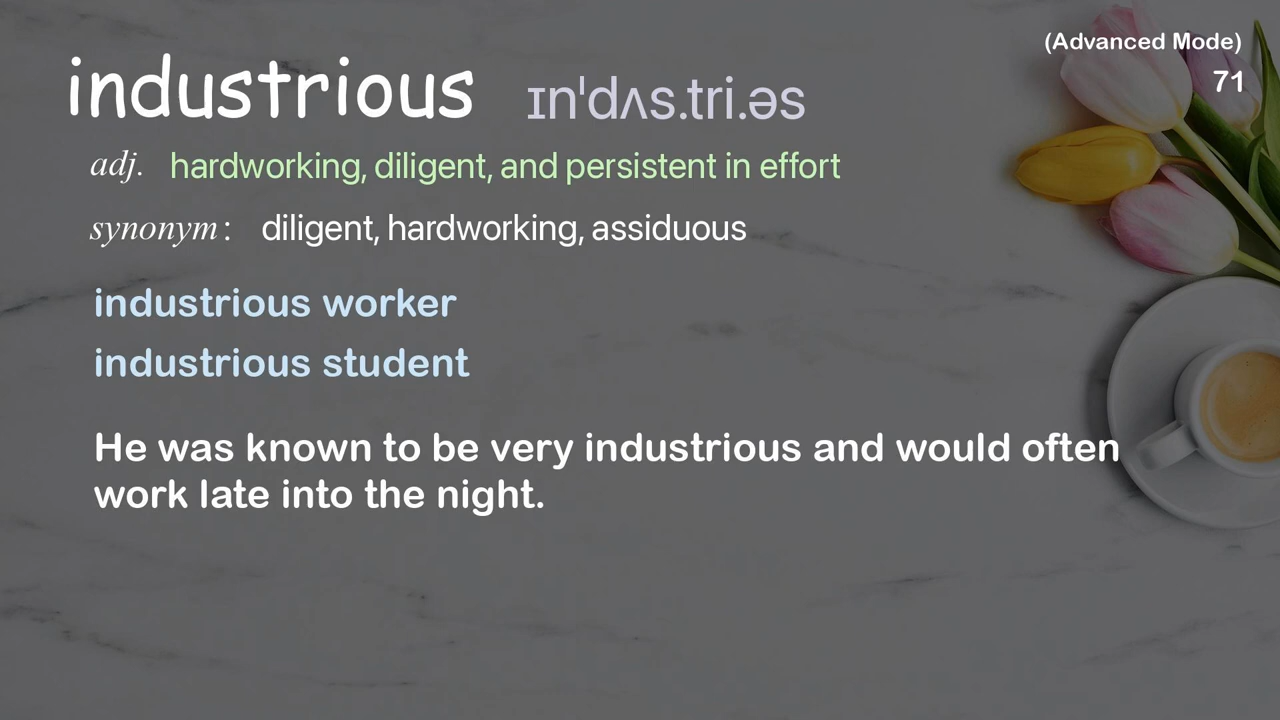 (Advanced Mode)
71
industrious ɪnˈdʌs.tri.əs
adj. hardworking, diligent, and persistent in effort
synonym: diligent, hardworking, assiduous
industrious worker
industrious student
He was known to be very industrious and would often
work late into the night.